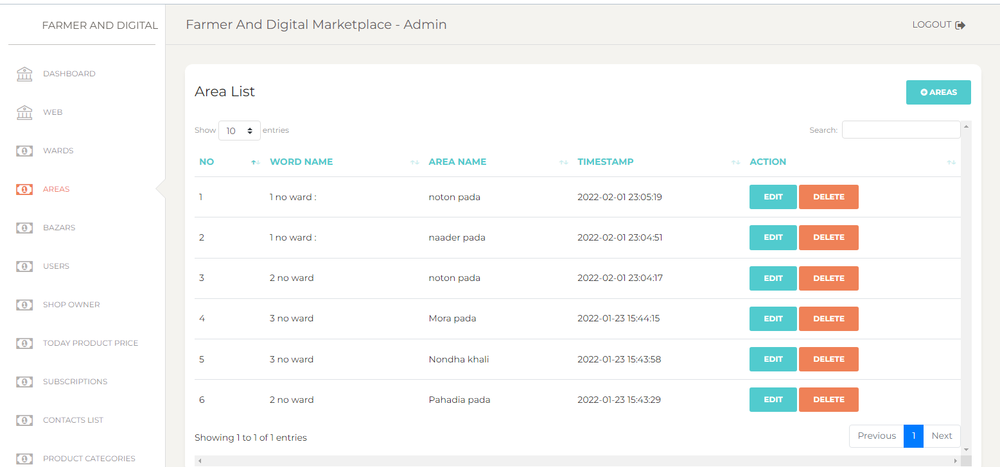 FARMER AND DIGITAL
Farmer And Digital Marketplace - Admin
LOGOUT
DASHBOARD
WEB
WARDS
AREAS
BAZARS
USERS
SHOP OWNER
TODAY PRODUCT PRICE
SUBSCRIPTIONS
CONTACTS LIST
PRODUCT CATEGORIES
Area List
AREAS
Show 10 entries
Search:
NO WORD NAME AREA NAME TIMESTAMP ACTION
1 1 no ward : noton pada 2022-02-01 23:05:19 EDIT DELETE
2 1 no ward : naader pada 2022-02-01 23:04:51 EDIT DELETE
3 2 no ward noton pada 2022-02-01 23:04:17 EDIT DELETE
4 3 no ward Mora pada 2022-01-23 15:44:15 EDIT DELETE
5 3 no ward Nondha khali 2022-01-23 15:43:58 EDIT DELETE
6 2 no ward Pahadia pada 2022-01-23 15:43:29 EDIT DELETE
Showing 1 to 1 of 1 entries
Previous 1 Next